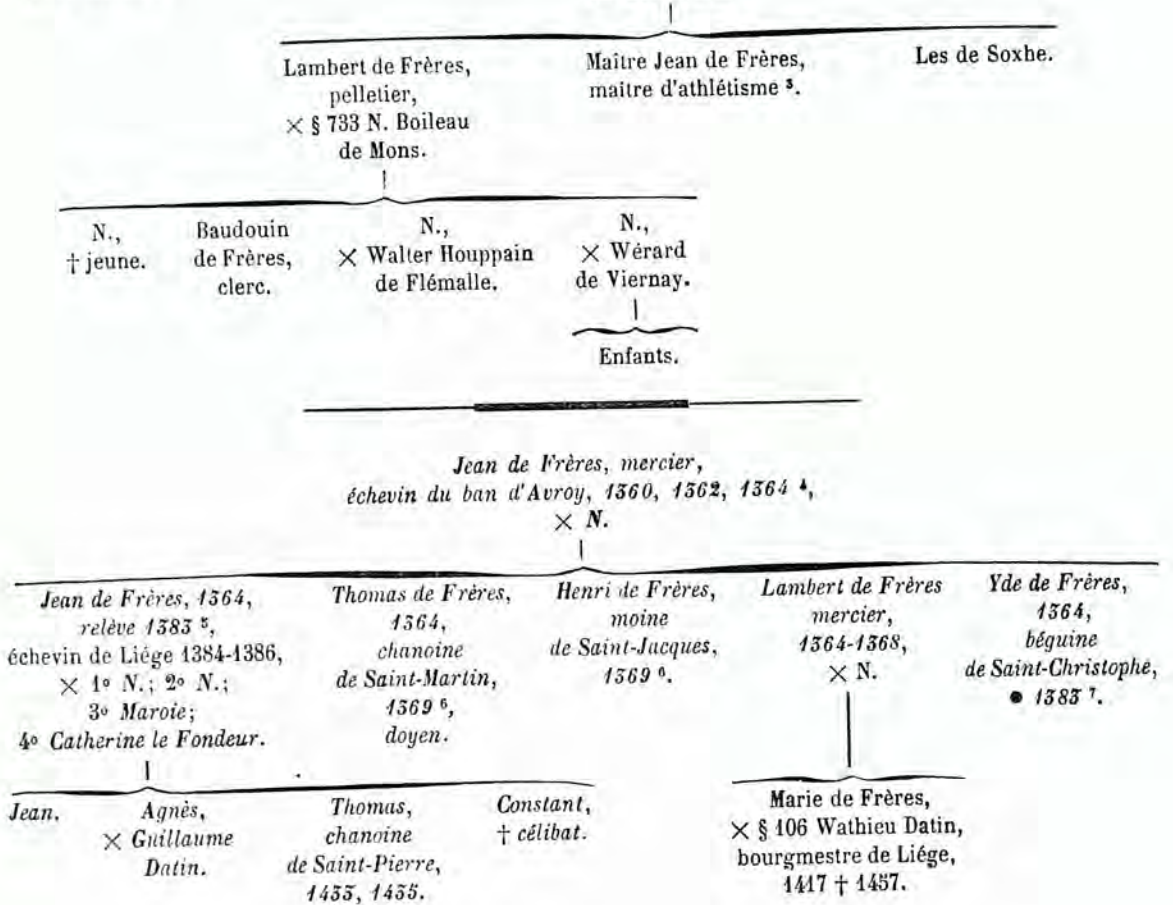 Lambert de Frères,
pelletier,
× § 733 N. Boileau
de Mons.
Maître Jean de Frères,
maitre d'athlétisme ³.
Les de Soxhe.
N.,
† jeune.
Baudouin
de Frères,
clerc.
N.,
× Walter Houppain
de Flémalle.
N.,
× Wérard
de Viernay.
Enfants.
Jean de Frères, mercier,
échevin du ban d'Avroy, 1360, 1362, 1364 ⁴,
× N.
Jean de Frères, 1364,
relève 1383 ⁵,
échevin de Liége 1384-1386,
× 1º N.; 2º N.;
3º Maroie;
4º Catherine le Fondeur.
Thomas de Frères,
1364,
chanoine
de Saint-Martin,
1369 ⁶,
doyen.
Henri de Frères,
moine
de Saint-Jacques,
1369 ⁶.
Lambert de Frères
mercier,
1364-1368,
× N.
Yde de Frères,
1364,
béguine
de Saint-Christophe,
● 1383 ⁷.
Jean.
Agnès,
× Guillaume
Datin.
Thomas,
chanoine
de Saint-Pierre,
1433, 1435.
Constant,
† célibat.
Marie de Frères,
× § 106 Wathieu Datin,
bourgmestre de Liége,
1417 † 1457.